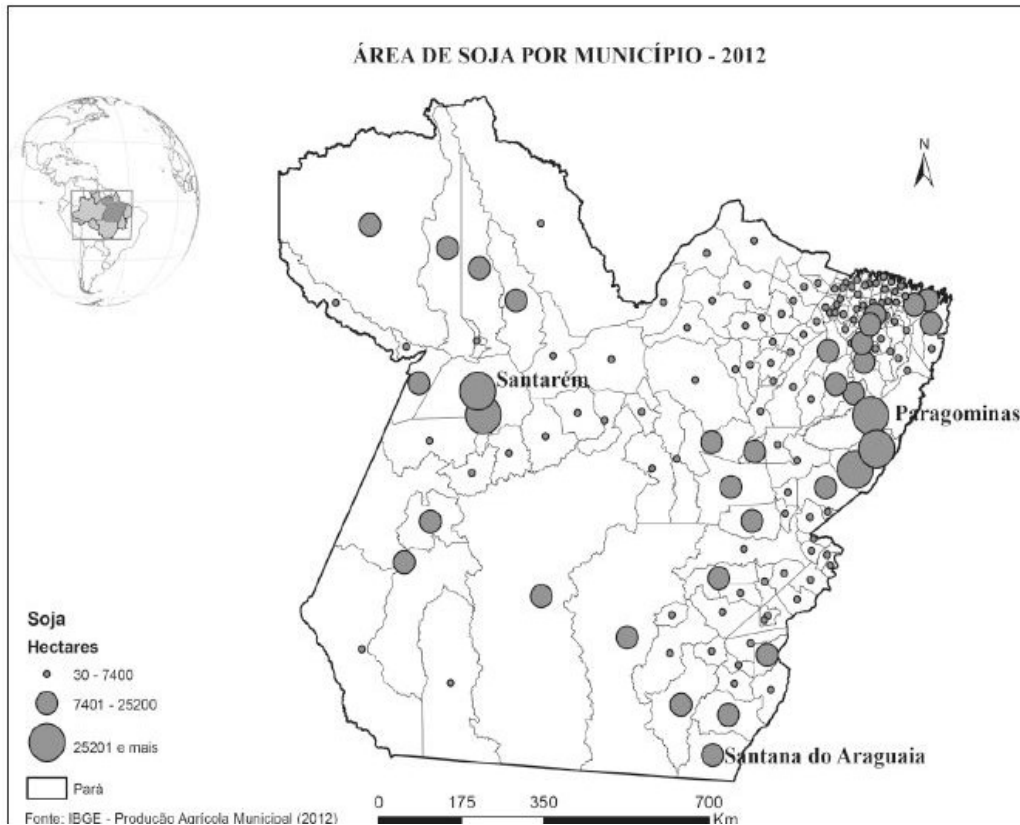 ÁREA DE SOJA POR MUNICÍPIO - 2012
N
Santarém
Paragominas
Santana do Araguaia
Soja
Hectares
30 - 7400
7401 - 25200
25201 e mais
Pará
0 175 350 700
Km
Fonte: IBGE - Produção Agrícola Municipal (2012)